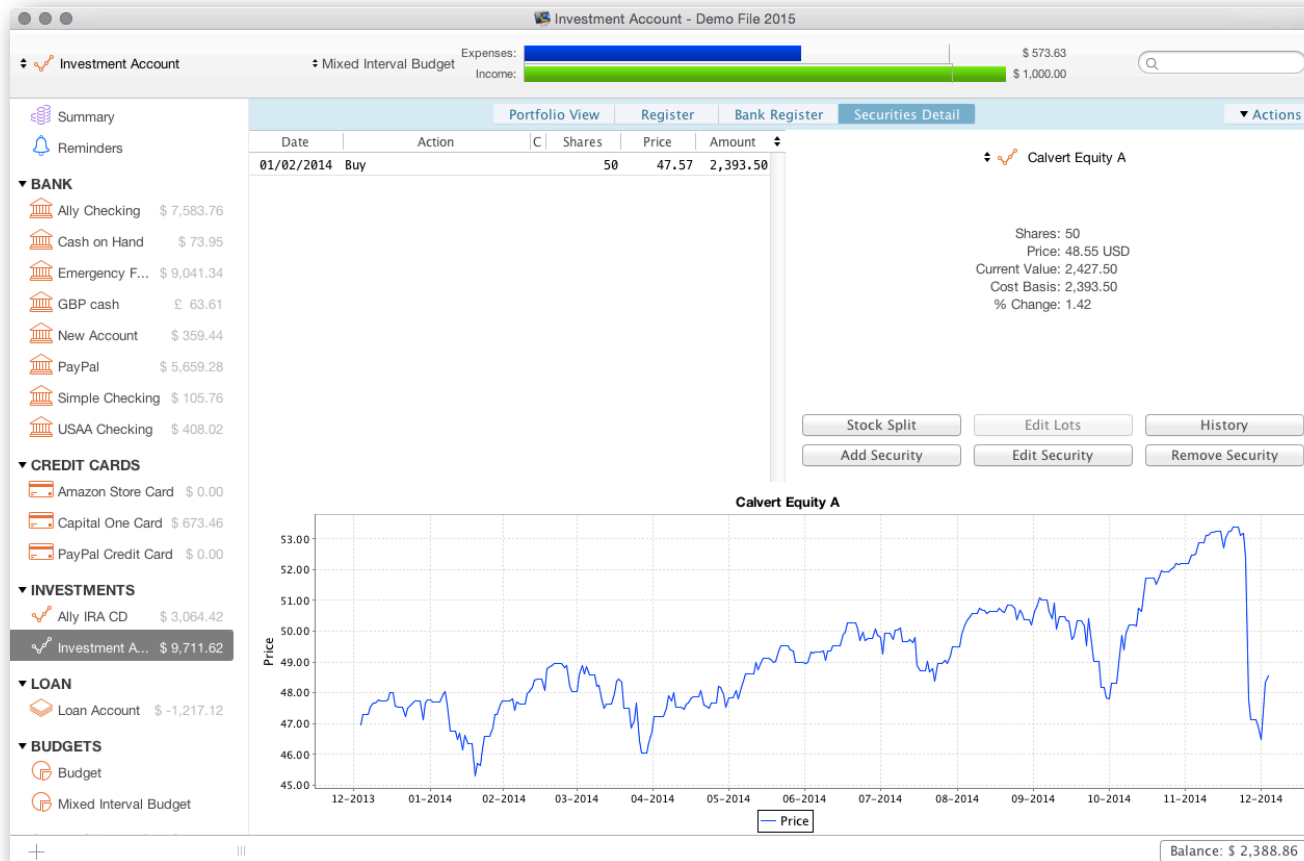 Investment Account - Demo File 2015
Investment Account
Mixed Interval Budget
Expenses: $ 573.63
Income: $ 1,000.00
Summary
Reminders
BANK
Ally Checking $ 7,583.76
Cash on Hand $ 73.95
Emergency F... $ 9,041.34
GBP cash £ 63.61
New Account $ 359.44
PayPal $ 5,659.28
Simple Checking $ 105.76
USAA Checking $ 408.02
CREDIT CARDS
Amazon Store Card $ 0.00
Capital One Card $ 673.46
PayPal Credit Card $ 0.00
INVESTMENTS
Ally IRA CD $ 3,064.42
Investment A... $ 9,711.62
LOAN
Loan Account $ -1,217.12
BUDGETS
Budget
Mixed Interval Budget
Portfolio View Register Bank Register Securities Detail Actions
Date Action C Shares Price Amount
01/02/2014 Buy 50 47.57 2,393.50
Calvert Equity A
Shares: 50
Price: 48.55 USD
Current Value: 2,427.50
Cost Basis: 2,393.50
% Change: 1.42
Stock Split Edit Lots History
Add Security Edit Security Remove Security
Calvert Equity A
Price
53.00
52.00
51.00
50.00
49.00
48.00
47.00
46.00
45.00
12-2013 01-2014 02-2014 03-2014 04-2014 05-2014 06-2014 07-2014 08-2014 09-2014 10-2014 11-2014 12-2014
Price
Balance: $ 2,388.86